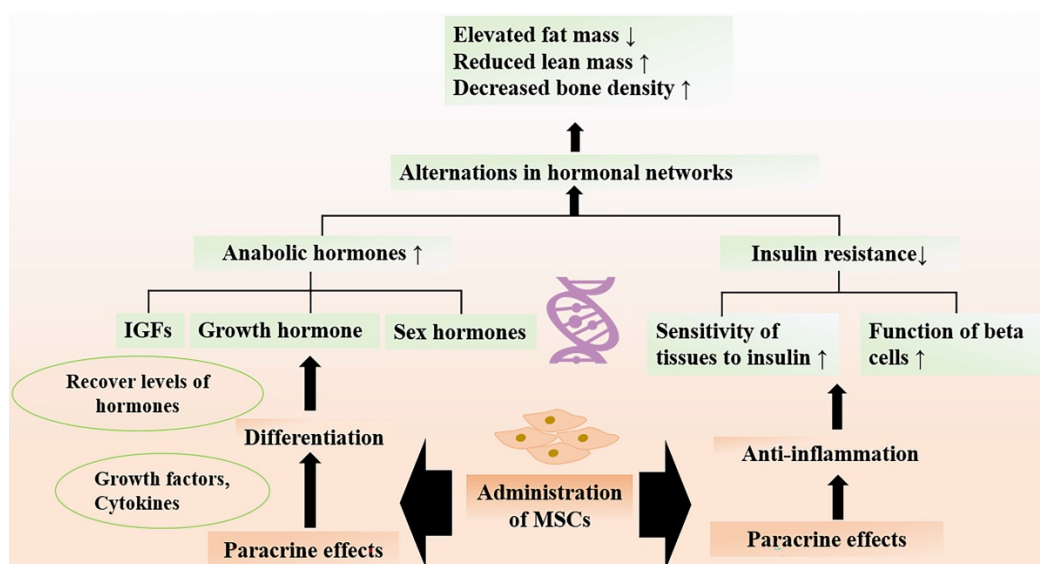 Elevated fat mass ↓
Reduced lean mass ↑
Decreased bone density ↑
Alternations in hormonal networks
Anabolic hormones ↑
Insulin resistance↓
IGFs
Growth hormone
Sex hormones
Sensitivity of
tissues to insulin ↑
Function of beta
cells ↑
Recover levels of
hormones
Differentiation
Anti-inflammation
Growth factors,
Cytokines
Administration
of MSCs
Paracrine effects
Paracrine effects